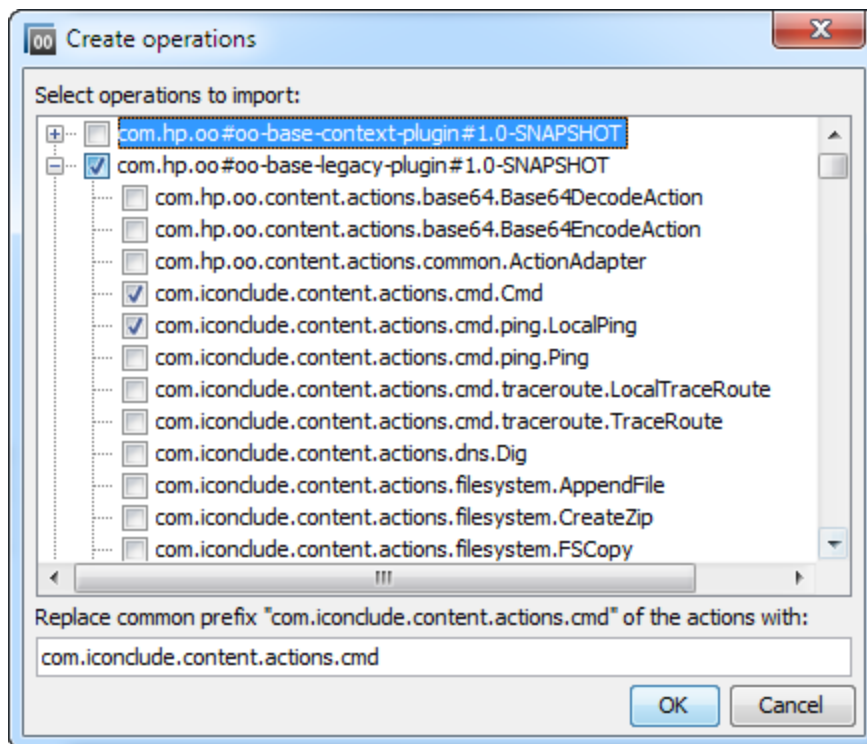 OO Create operations
Select operations to import:
com.hp.oo#oo-base-context-plugin#1.0-SNAPSHOT
com.hp.oo#oo-base-legacy-plugin#1.0-SNAPSHOT
com.hp.oo.content.actions.base64.Base64DecodeAction
com.hp.oo.content.actions.base64.Base64EncodeAction
com.hp.oo.content.actions.common.ActionAdapter
com.iconclude.content.actions.cmd.Cmd
com.iconclude.content.actions.cmd.ping.LocalPing
com.iconclude.content.actions.cmd.ping.Ping
com.iconclude.content.actions.cmd.traceroute.LocalTraceRoute
com.iconclude.content.actions.cmd.traceroute.TraceRoute
com.iconclude.content.actions.dns.Dig
com.iconclude.content.actions.filesystem.AppendFile
com.iconclude.content.actions.filesystem.CreateZip
com.iconclude.content.actions.filesystem.FSCopy
Replace common prefix "com.iconclude.content.actions.cmd" of the actions with:
com.iconclude.content.actions.cmd
OK Cancel